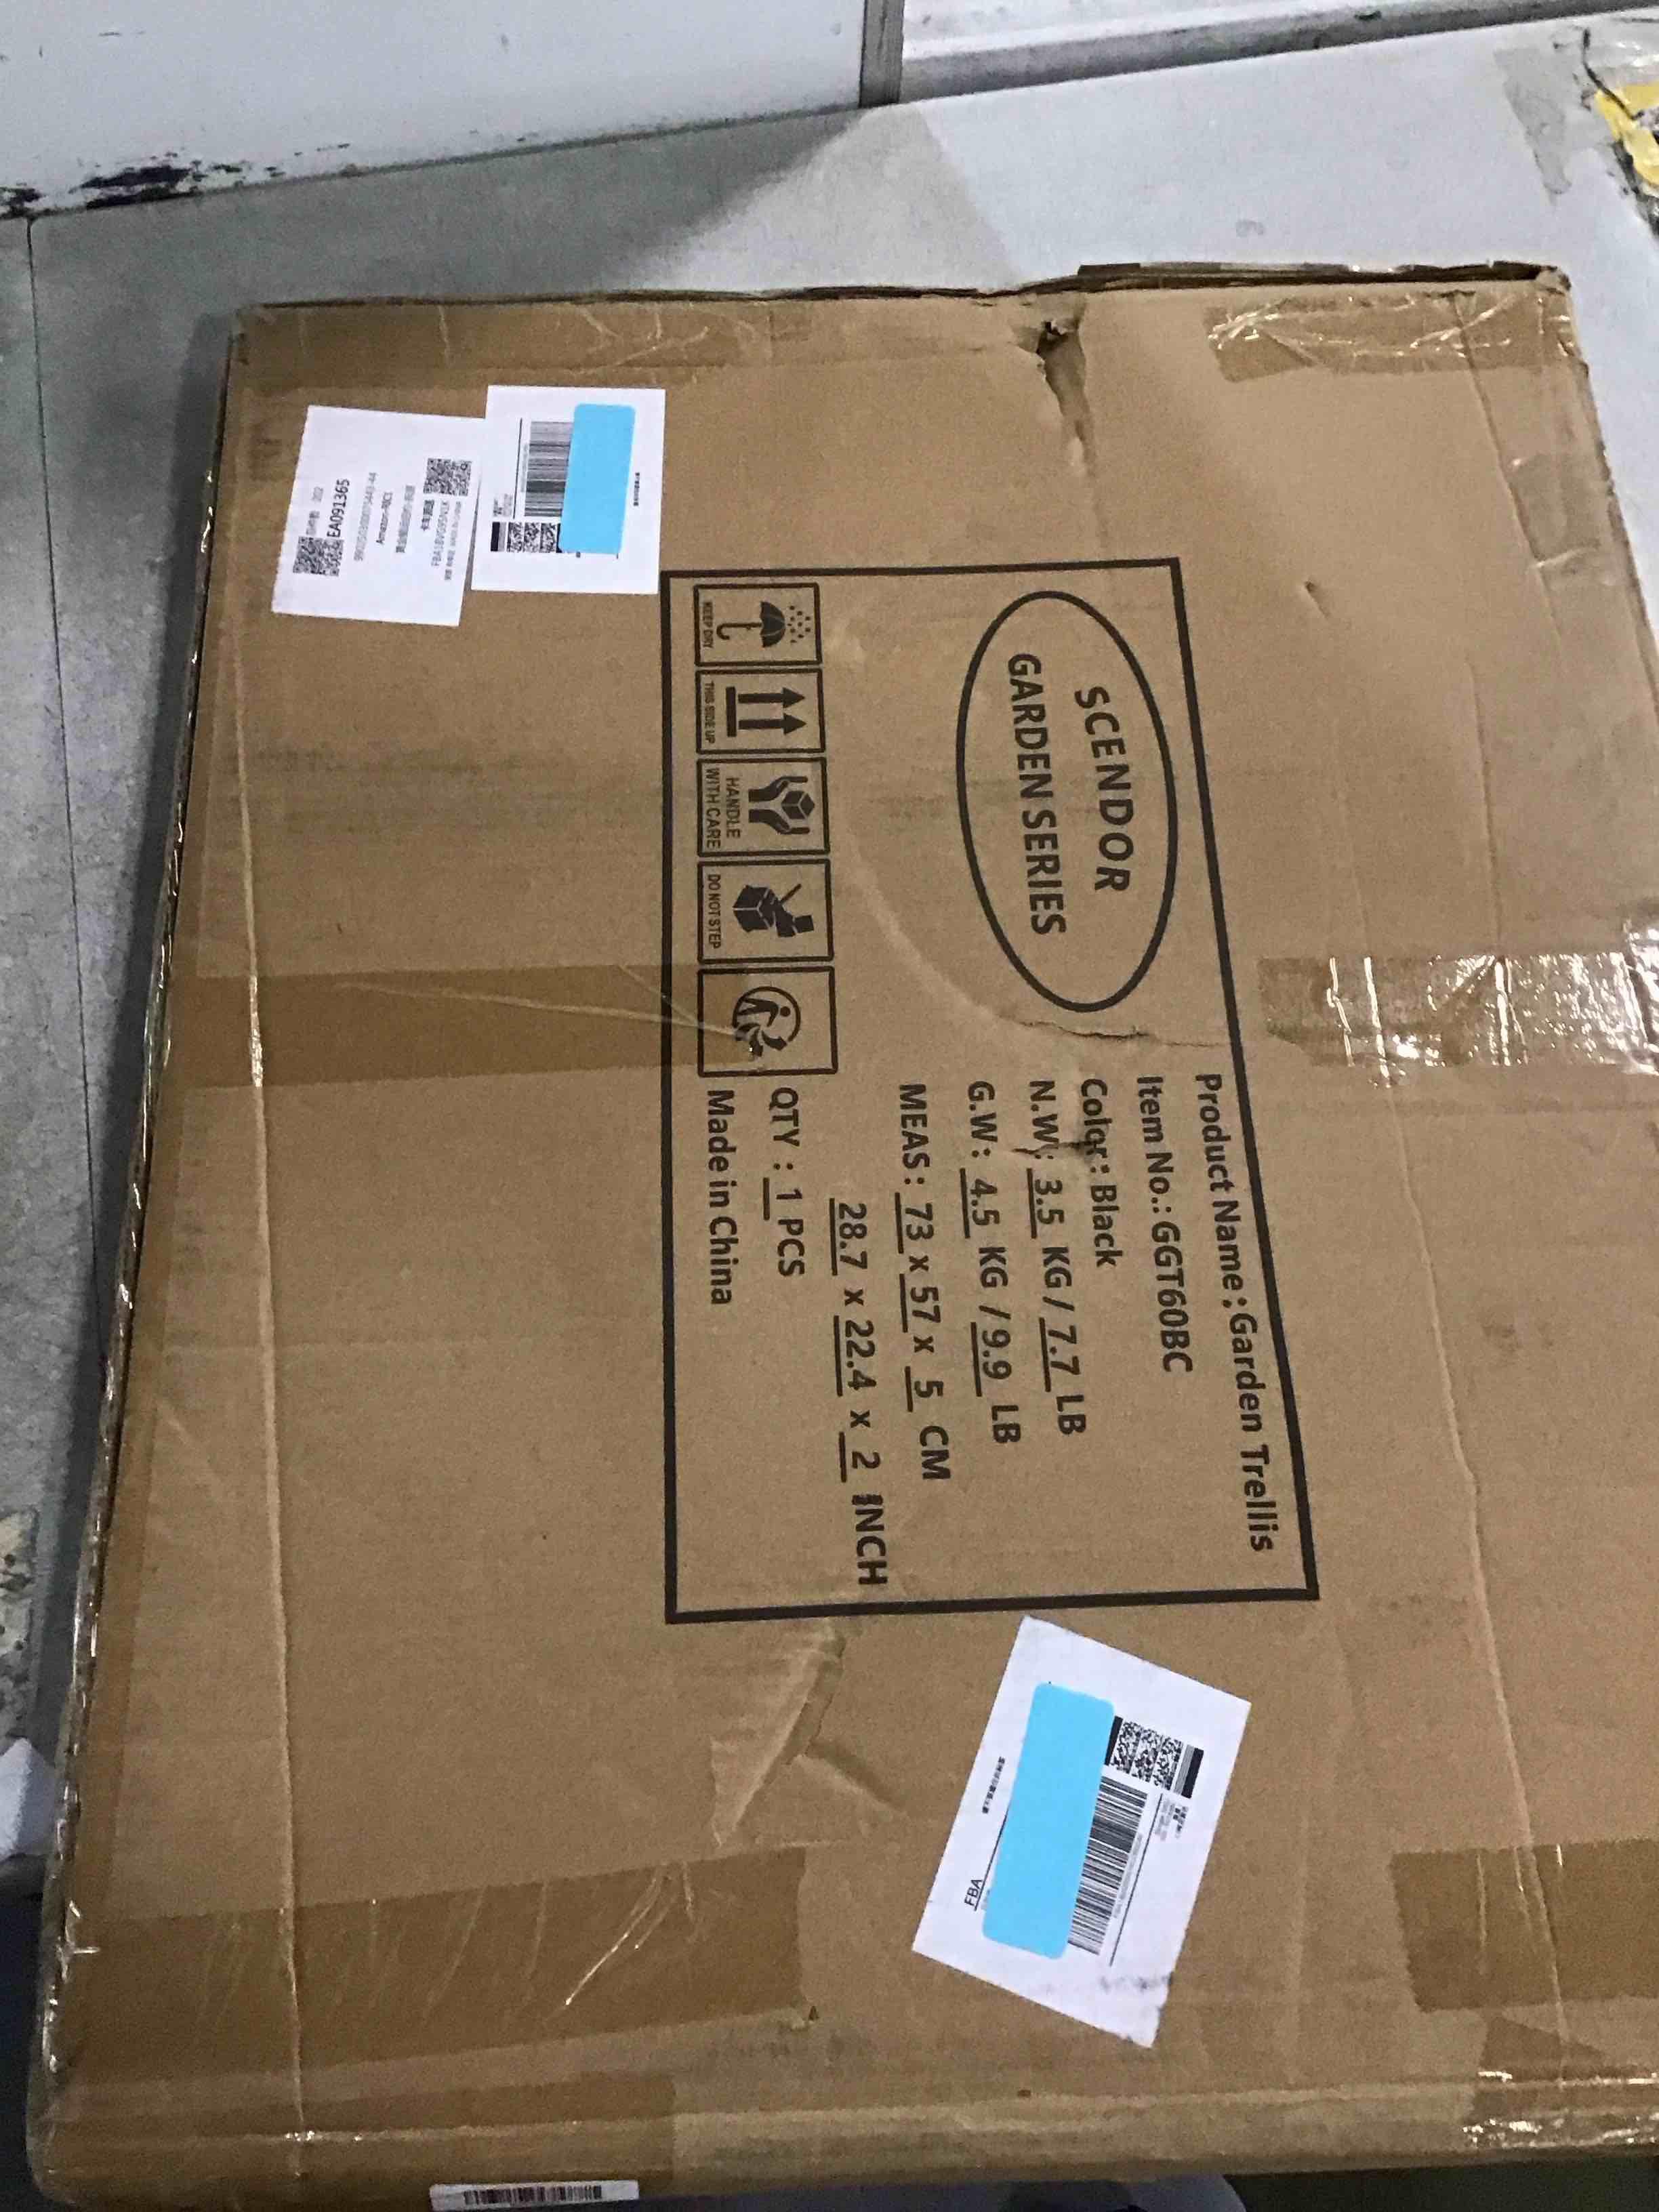 SCENDOR
GARDEN SERIES
Product Name: Garden Trellis
Item No.: GGT60BC
Color: Black
N.W: 3.5 KG / 7.7 LB
G.W: 4.5 KG / 9.9 LB
MEAS: 73 x 57 x 5 CM
28.7 x 22.4 x 2 INCH
QTY: 1 PCS
Made in China
KEEP DRY
THIS SIDE UP
HANDLE
WITH CARE
DO NOT STEP
EA091365
FBA